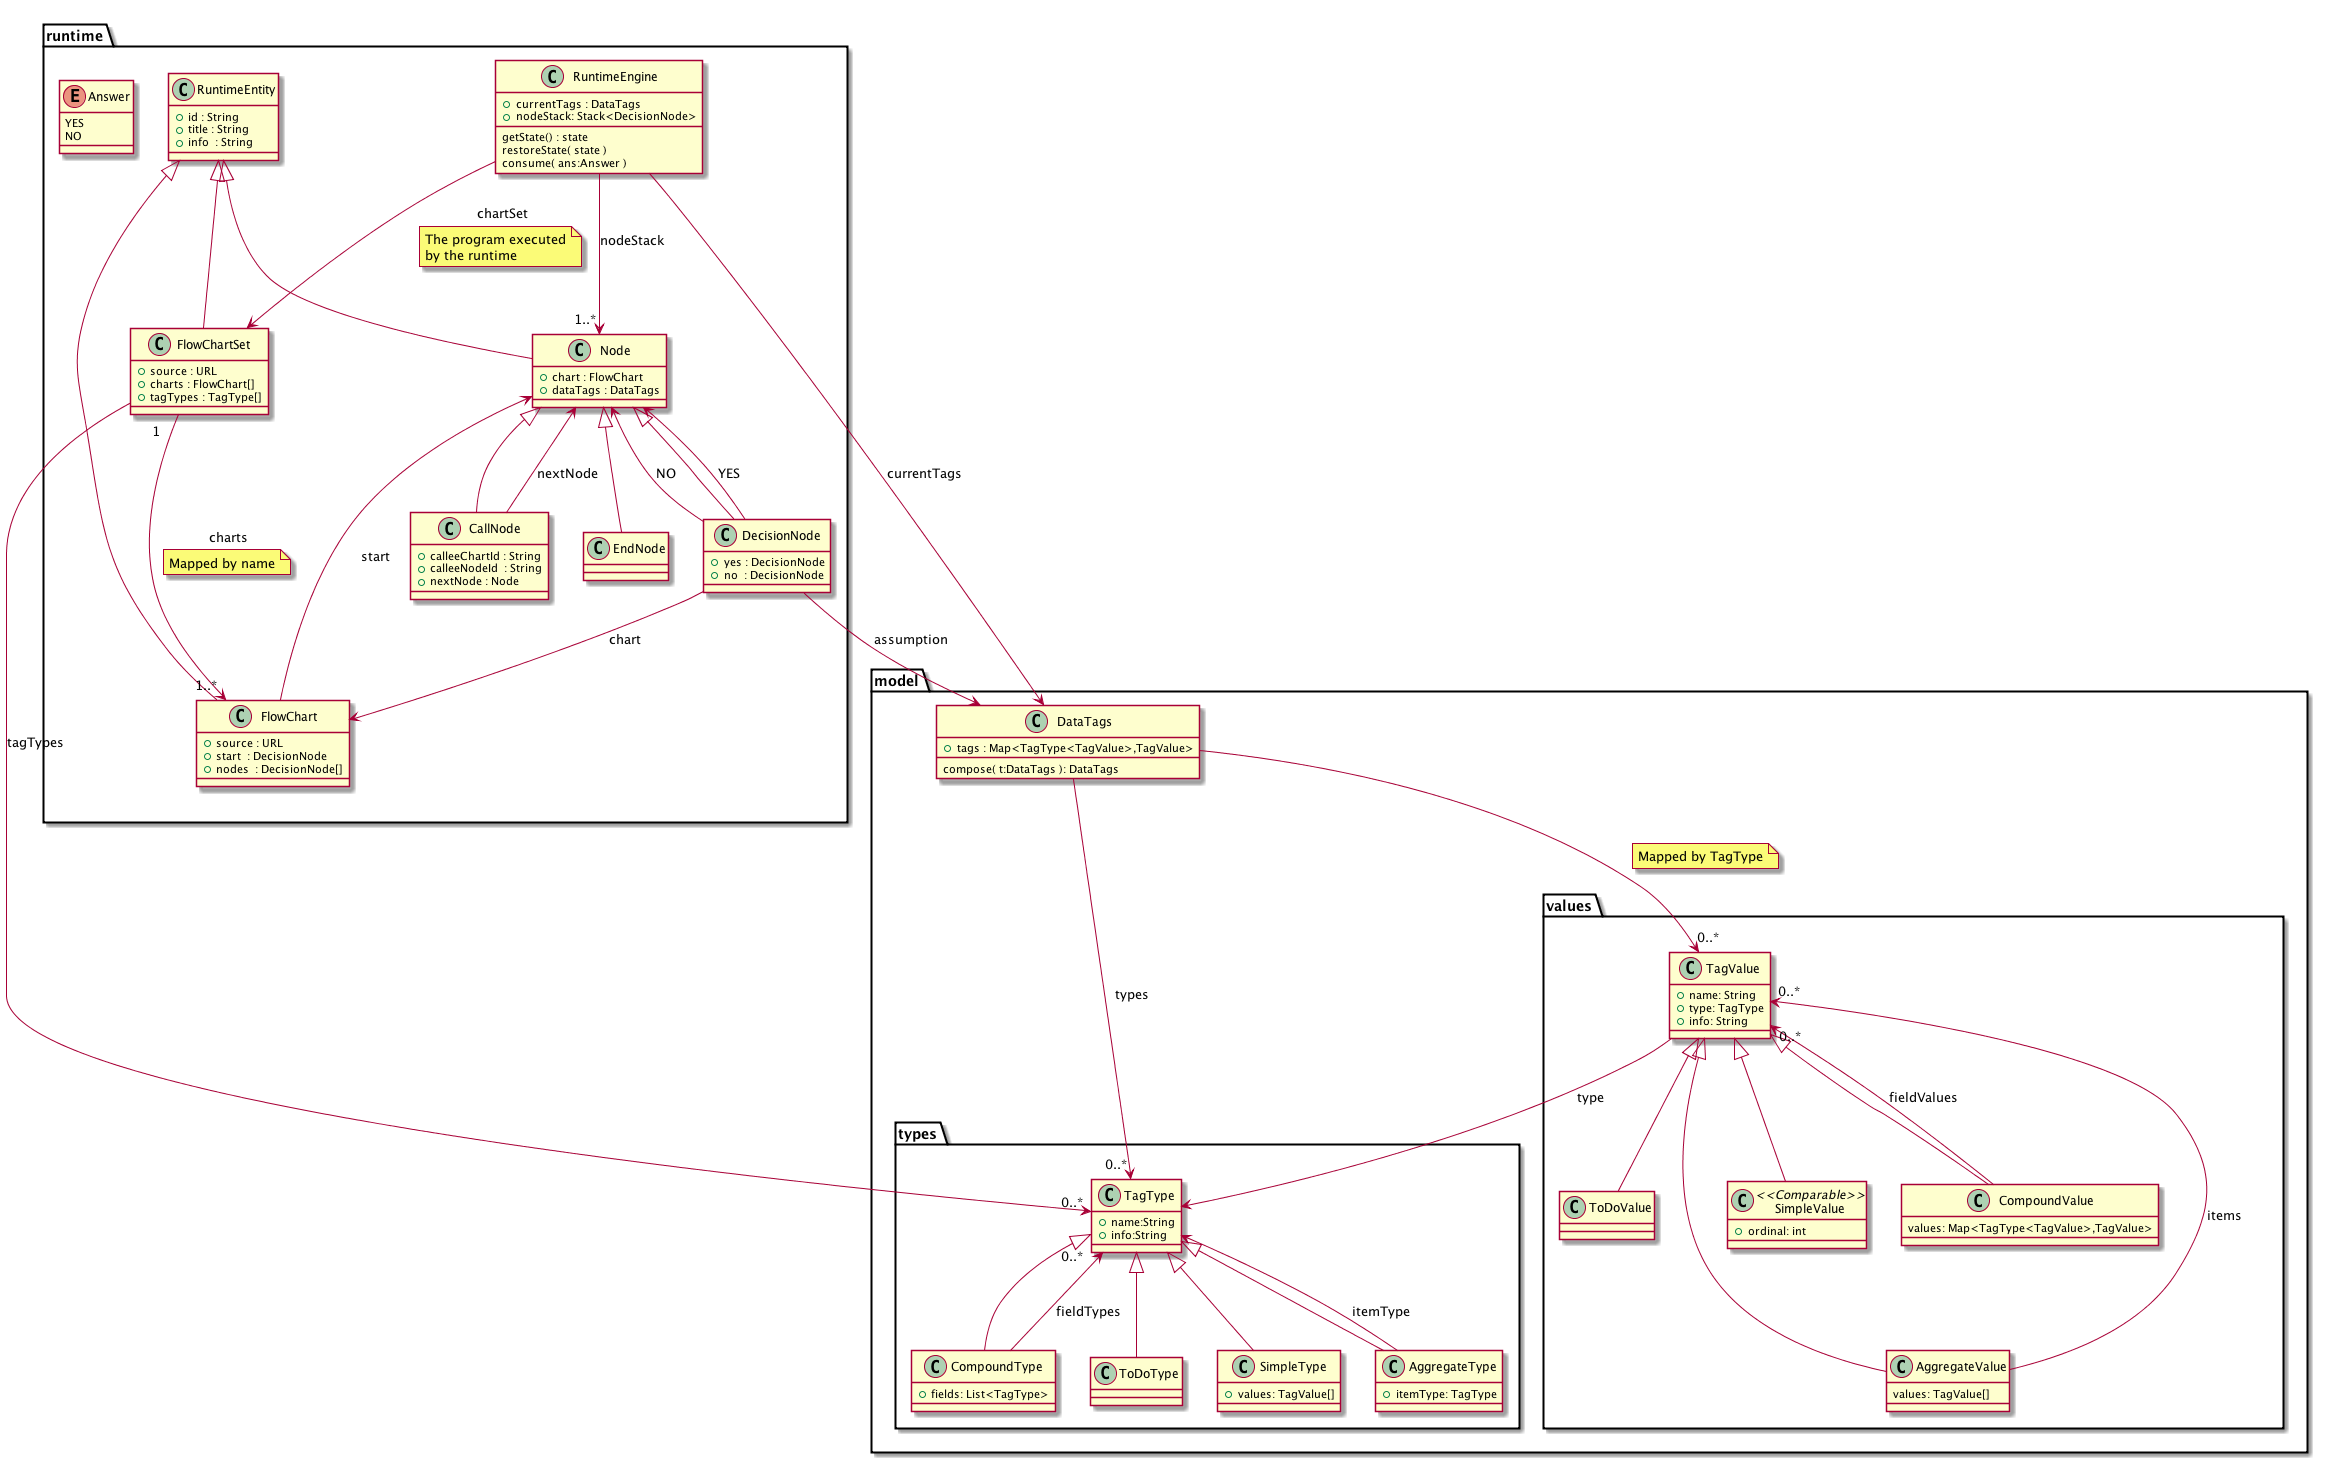 runtime
E Answer
YES
NO
C RuntimeEntity
id : String
title : String
info : String
C RuntimeEngine
currentTags : DataTags
nodeStack: Stack<DecisionNode>
getState() : state
restoreState( state )
consume( ans:Answer )
chartSet
The program executed
by the runtime
nodeStack
1..*
C FlowChartSet
source : URL
charts : FlowChart[]
tagTypes : TagType[]
1
C Node
chart : FlowChart
dataTags : DataTags
nextNode
NO
YES
currentTags
charts
Mapped by name
start
C CallNode
calleeChartId : String
calleeNodeId : String
nextNode : Node
C EndNode
C DecisionNode
yes : DecisionNode
no : DecisionNode
chart
assumption
1..*
C FlowChart
source : URL
start : DecisionNode
nodes : DecisionNode[]
tagTypes
model
C DataTags
tags : Map<TagType<TagValue>,TagValue>
compose( t:DataTags ): DataTags
Mapped by TagType
values
0..*
C TagValue
name: String
type: TagType
info: String
0..*
0..*
types
type
fieldValues
items
C ToDoValue
C <<Comparable>>
SimpleValue
ordinal: int
C CompoundValue
values: Map<TagType<TagValue>,TagValue>
C AggregateValue
values: TagValue[]
types
0..*
0..*
C TagType
name:String
info:String
0..*
fieldTypes
itemType
C CompoundType
fields: List<TagType>
C ToDoType
C SimpleType
values: TagValue[]
C AggregateType
itemType: TagType